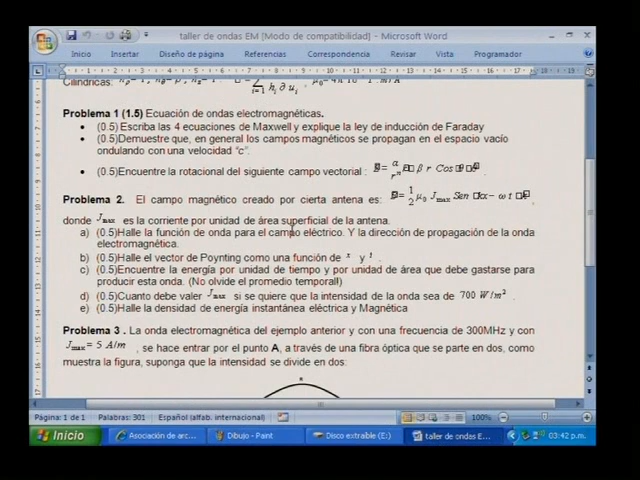 taller de ondas EM [Modo de compatibilidad] - Microsoft Word
Inicio Insertar Diseño de página Referencias Correspondencia Revisar Vista Programador
Cilíndricas:
Problema 1 (1.5) Ecuación de ondas electromagnéticas.
• (0.5) Escriba las 4 ecuaciones de Maxwell y explique la ley de inducción de Faraday
• (0.5)Demuestre que, en general los campos magnéticos se propagan en el espacio vacío
ondulando con una velocidad "c".
• (0.5)Encuentre la rotacional del siguiente campo vectorial :
Problema 2. El campo magnético creado por cierta antena es:
donde J_max es la corriente por unidad de área superficial de la antena.
a) (0.5)Halle la función de onda para el campo eléctrico. Y la dirección de propagación de la onda
electromagnética.
b) (0.5)Halle el vector de Poynting como una función de x y t .
c) (0.5)Encuentre la energía por unidad de tiempo y por unidad de área que debe gastarse para
producir esta onda. (No olvide el promedio temporal!)
d) (0.5)Cuanto debe valer J_max si se quiere que la intensidad de la onda sea de 700 W/m² .
e) (0.5)Halle la densidad de energía instantánea eléctrica y Magnética
Problema 3 . La onda electromagnética del ejemplo anterior y con una frecuencia de 300MHz y con
J_max = 5 A/m , se hace entrar por el punto A, a través de una fibra óptica que se parte en dos, como
muestra la figura, suponga que la intensidad se divide en dos:
Página: 1 de 1 Palabras: 301 Español (alfab. internacional) 100%
Inicio Asociación de arc... Dibujo - Paint Disco extraible (E:) taller de ondas E... 03:42 p.m.